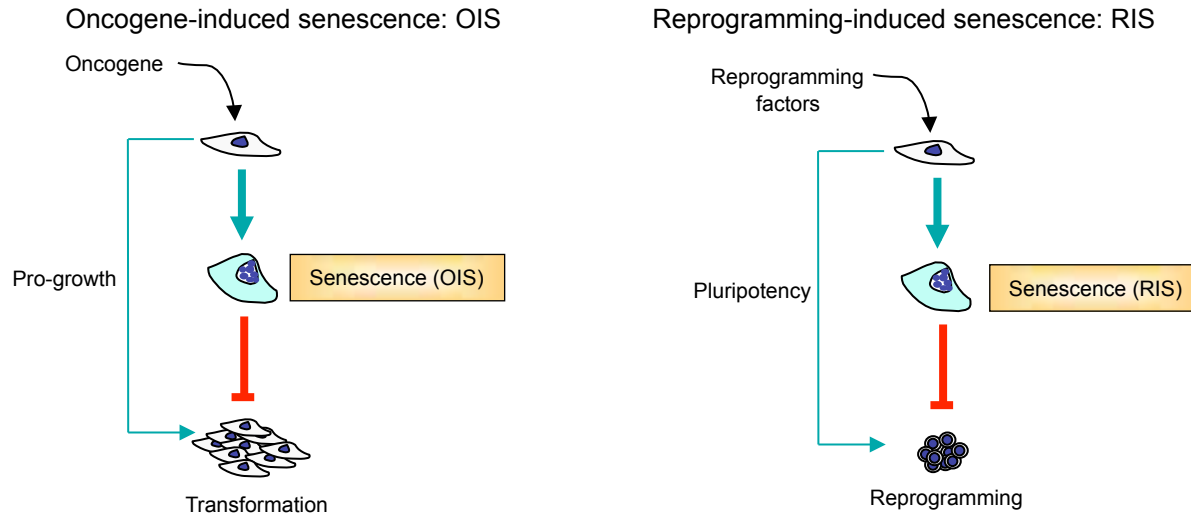 Oncogene-induced senescence: OIS
Oncogene
Pro-growth
Senescence (OIS)
Transformation
Reprogramming-induced senescence: RIS
Reprogramming
factors
Pluripotency
Senescence (RIS)
Reprogramming